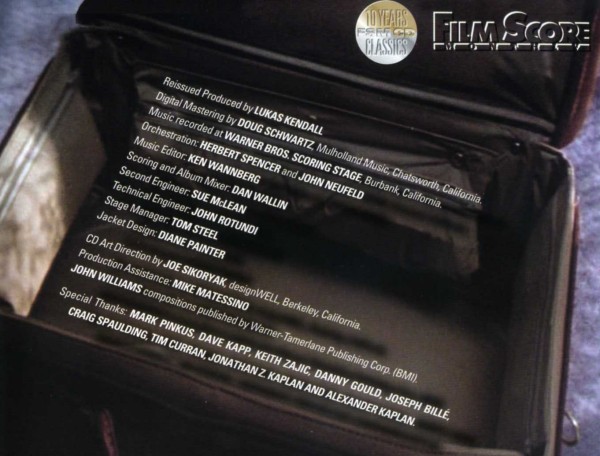 10 YEARS
FSM CD
CLASSICS
FILM SCORE
MONTHLY
Reissued Produced by LUKAS KENDALL
Digital Mastering by DOUG SCHWARTZ, Mulholland Music, Chatsworth, California.
Music recorded at WARNER BROS. SCORING STAGE, Burbank, California.
Orchestration: HERBERT SPENCER and JOHN NEUFELD
Music Editor: KEN WANNBERG
Scoring and Album Mixer: DAN WALLIN
Second Engineer: SUE McLEAN
Technical Engineer: JOHN ROTUNDI
Stage Manager: TOM STEEL
Jacket Design: DIANE PAINTER
CD Art Direction by JOE SIKORYAK, designWELL, Berkeley, California.
Production Assistance: MIKE MATESSINO
JOHN WILLIAMS compositions published by Warner-Tamerlane Publishing Corp. (BMI).
Special Thanks: MARK PINKUS, DAVE KAPP, KEITH ZAJIC, DANNY GOULD, JOSEPH BILLÉ,
CRAIG SPAULDING, TIM CURRAN, JONATHAN Z. KAPLAN AND ALEXANDER KAPLAN.